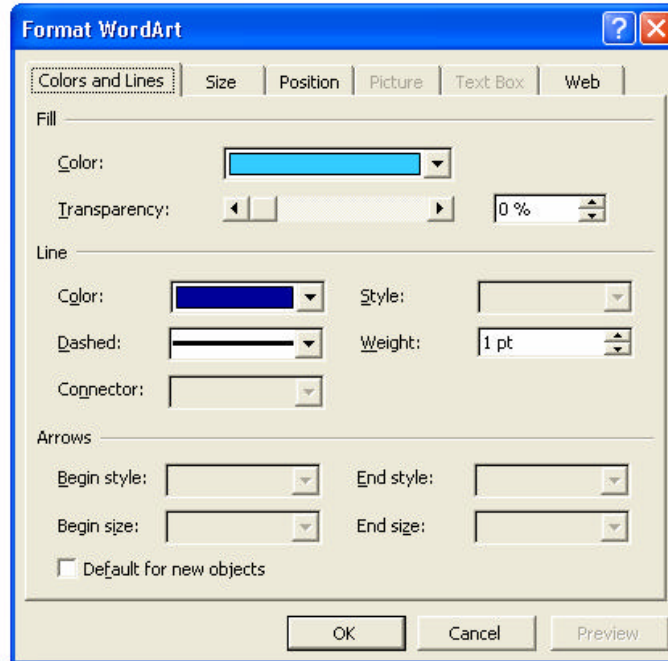 Format WordArt
Colors and Lines Size Position Picture Text Box Web
Fill
Color:
Transparency: 0 %
Line
Color: Style:
Dashed: Weight: 1 pt
Connector:
Arrows
Begin style: End style:
Begin size: End size:
Default for new objects
OK Cancel Preview